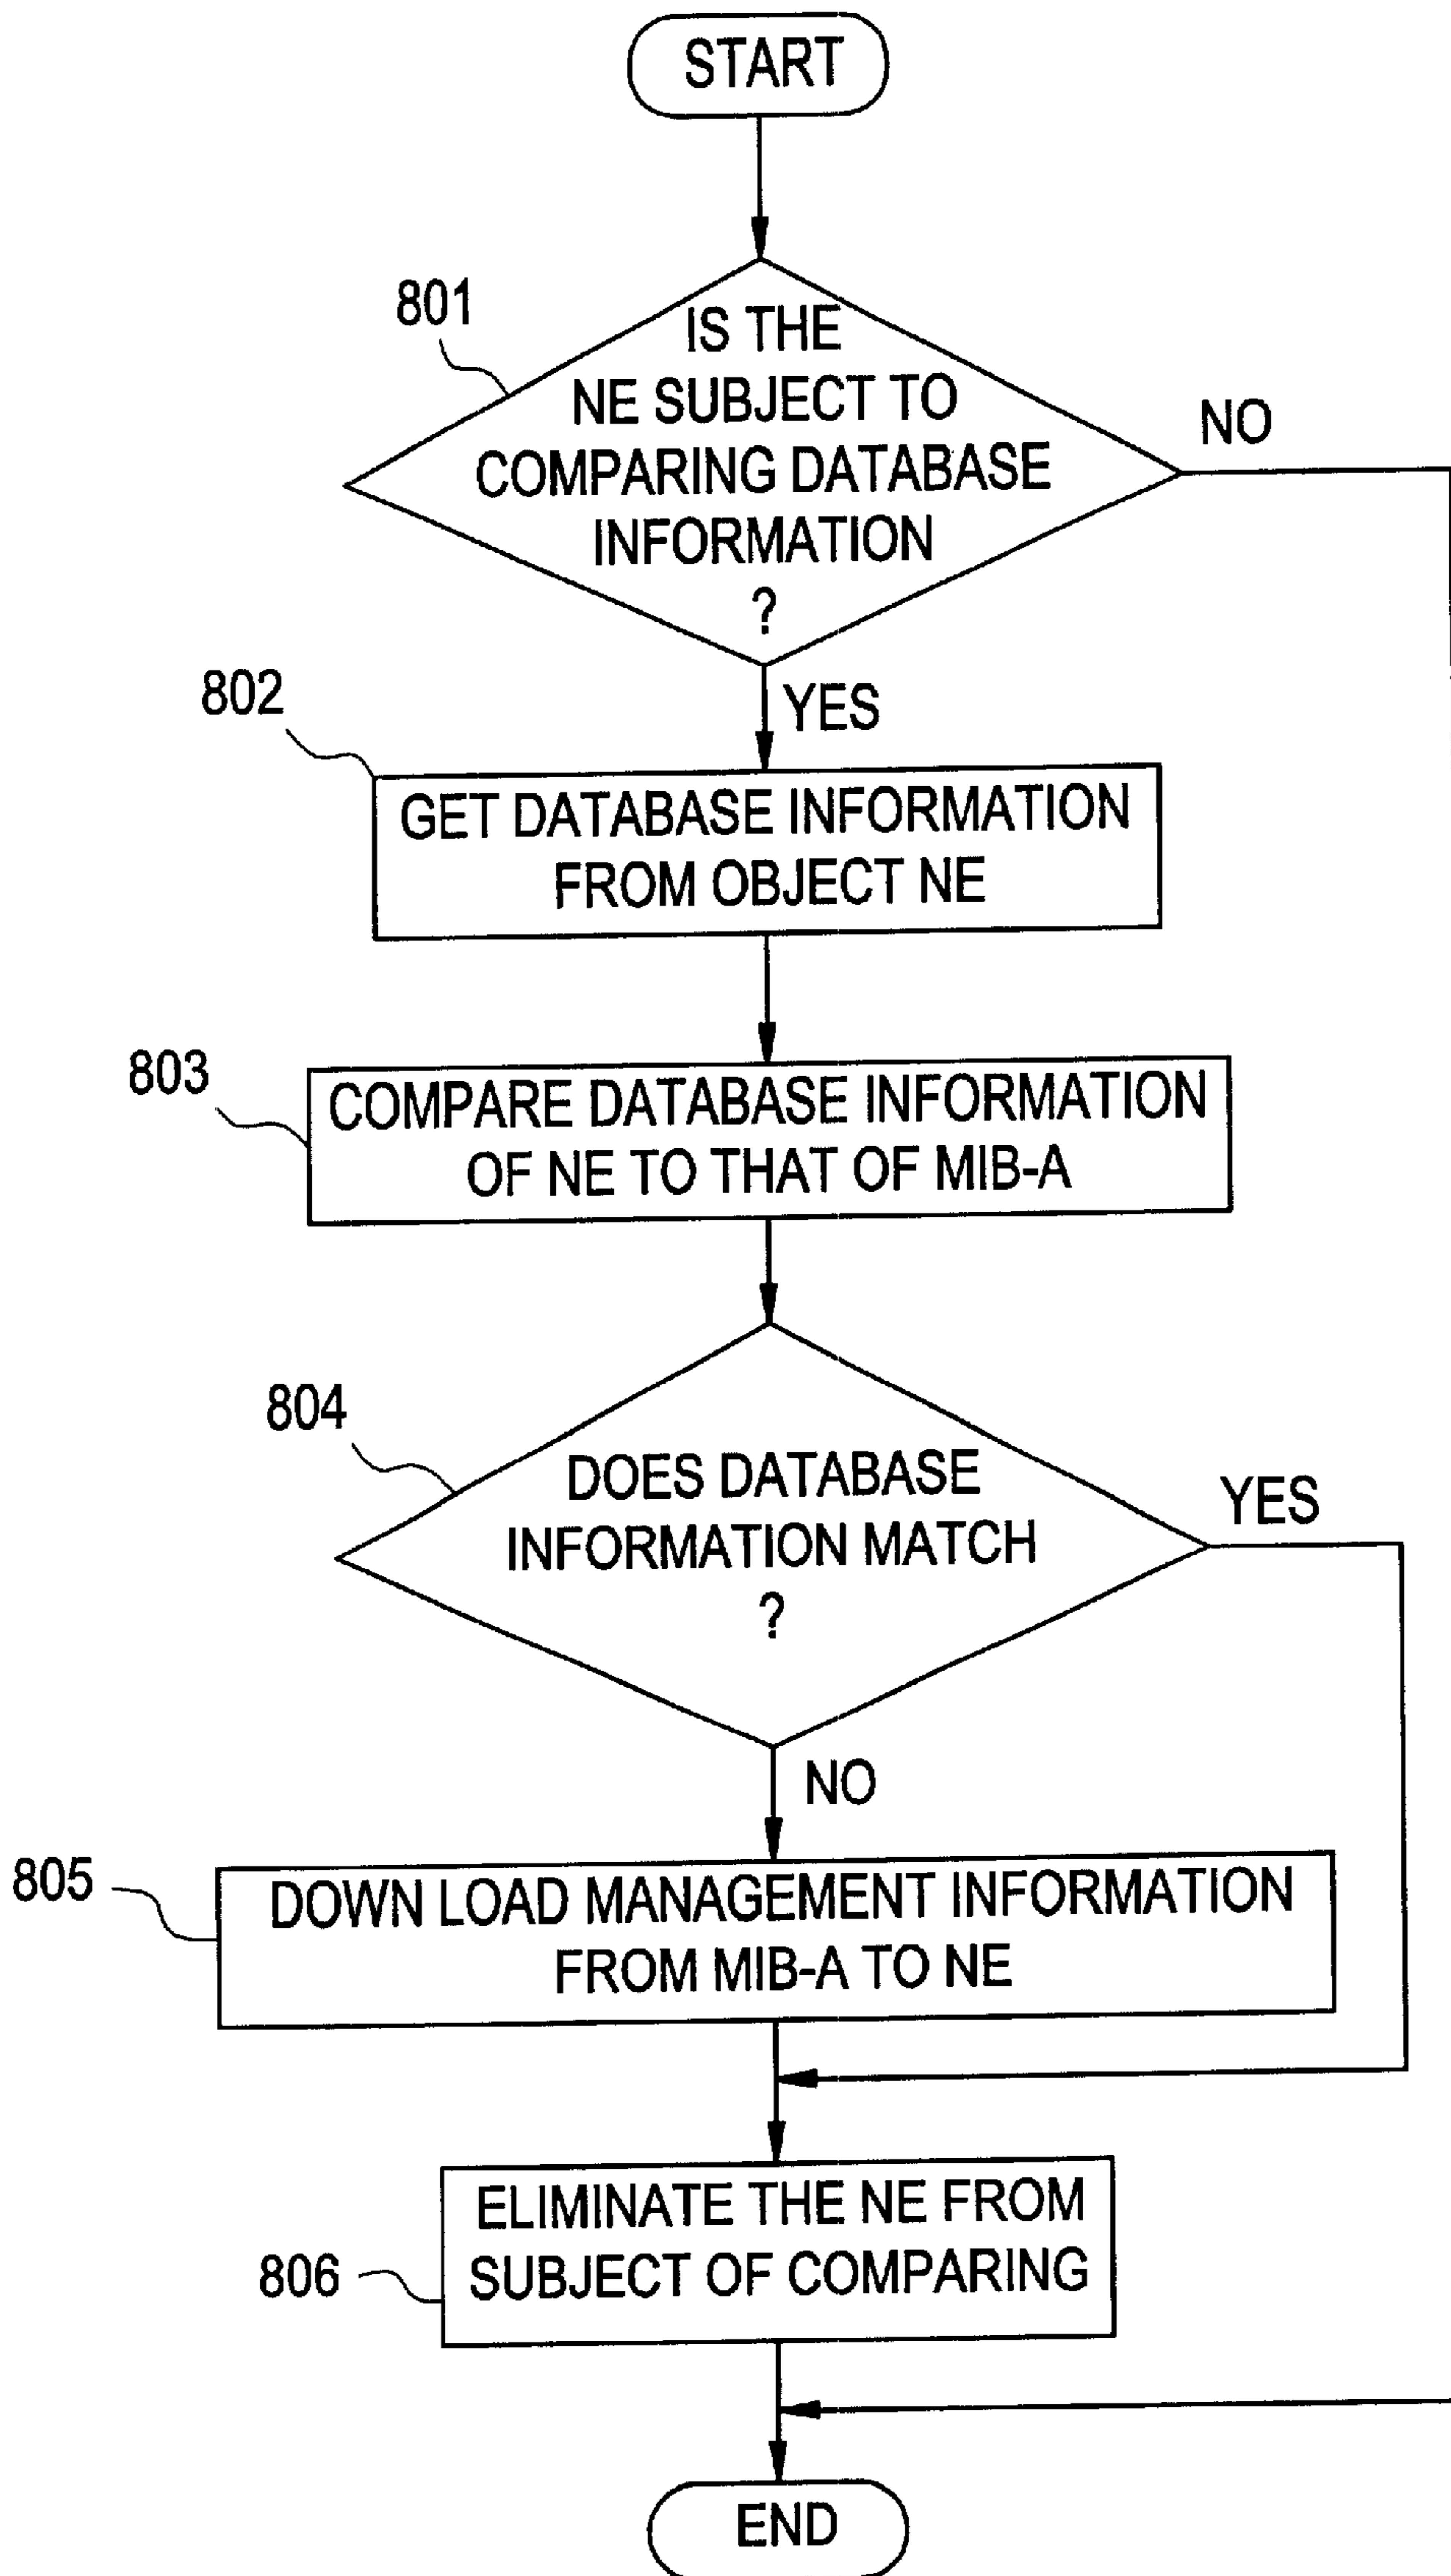 START
801
IS THE
NE SUBJECT TO
COMPARING DATABASE
INFORMATION
?
NO
YES
802
GET DATABASE INFORMATION
FROM OBJECT NE
803
COMPARE DATABASE INFORMATION
OF NE TO THAT OF MIB-A
804
DOES DATABASE
INFORMATION MATCH
?
YES
NO
805
DOWN LOAD MANAGEMENT INFORMATION
FROM MIB-A TO NE
806
ELIMINATE THE NE FROM
SUBJECT OF COMPARING
END